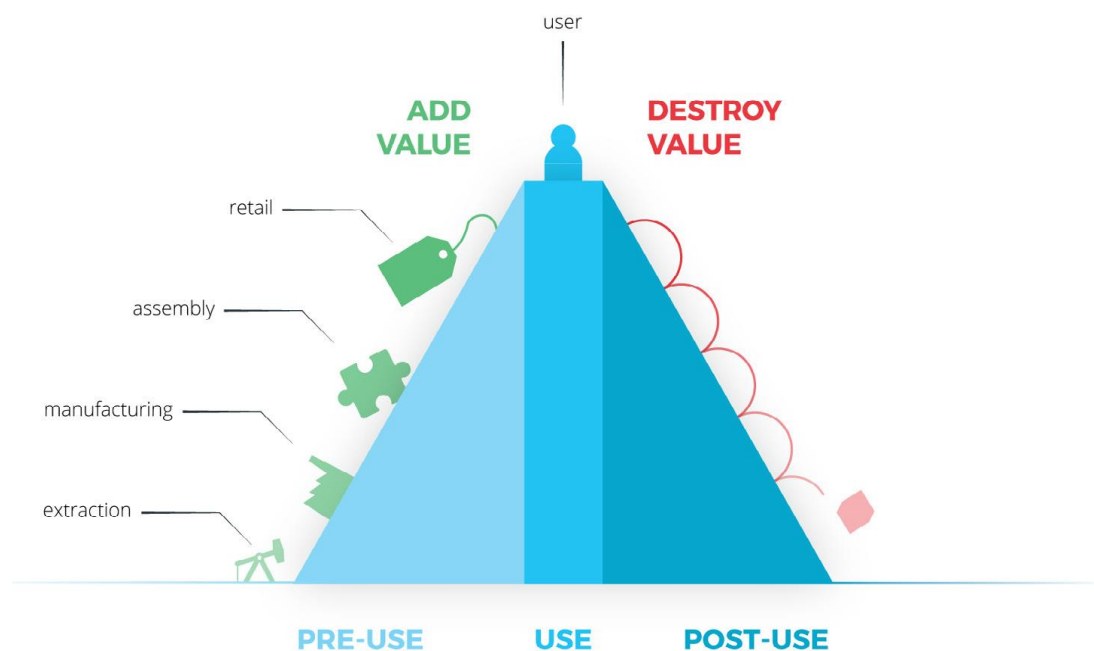 user
ADD
VALUE
DESTROY
VALUE
retail
assembly
manufacturing
extraction
PRE-USE
USE
POST-USE